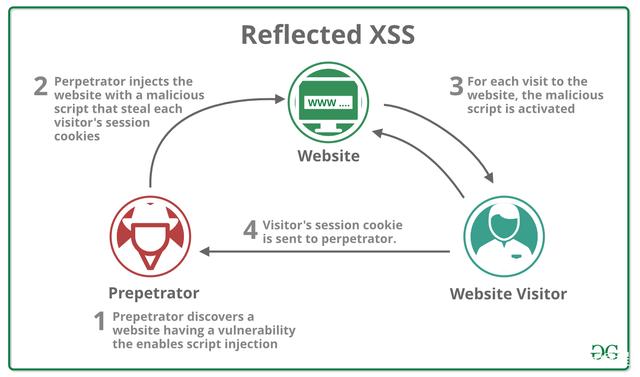 Reflected XSS
2 Perpetrator injects the
website with a malicious
script that steal each
visitor's session
cookies
3 For each visit to the
website, the malicious
script is activated
www ....
Website
4 Visitor's session cookie
is sent to perpetrator.
Prepetrator
Website Visitor
1 Prepetrator discovers a
website having a vulnerability
the enables script injection